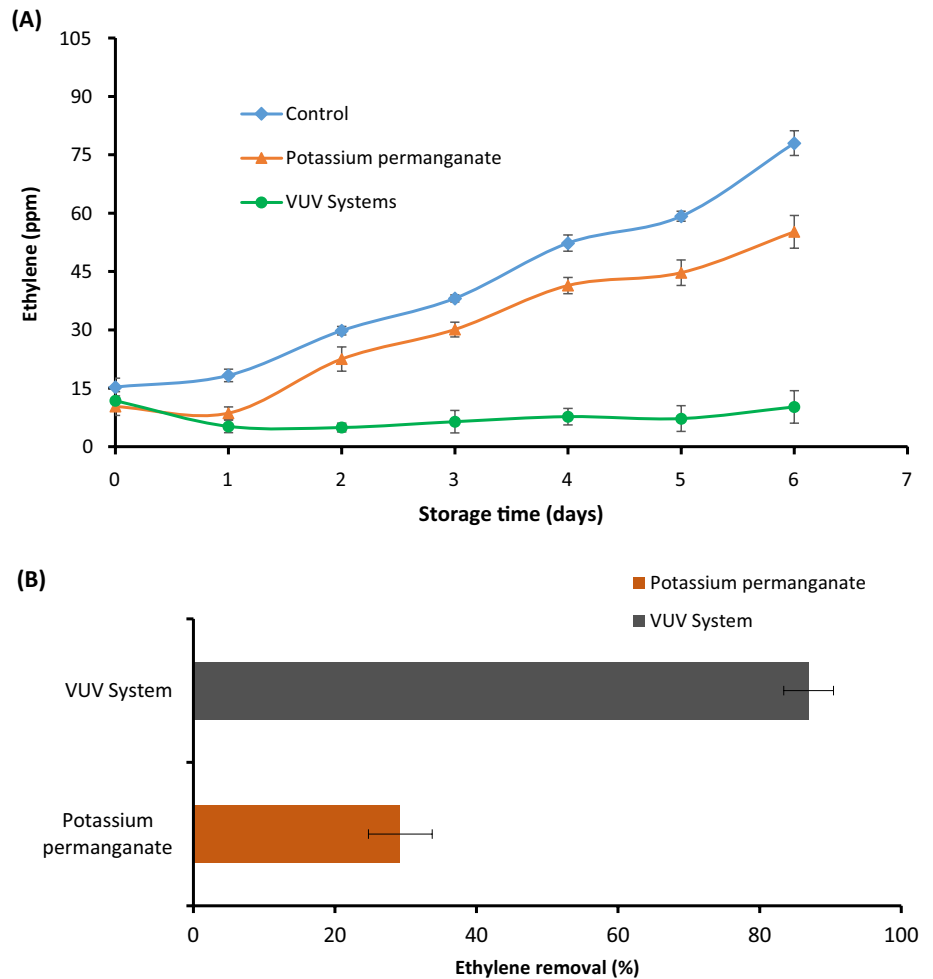 (A)
105
90
75
60
45
30
15
0
Ethylene (ppm)
Control
Potassium permanganate
VUV Systems
0 1 2 3 4 5 6 7
Storage time (days)
(B)
Potassium permanganate
VUV System
VUV System
Potassium
permanganate
0 20 40 60 80 100
Ethylene removal (%)